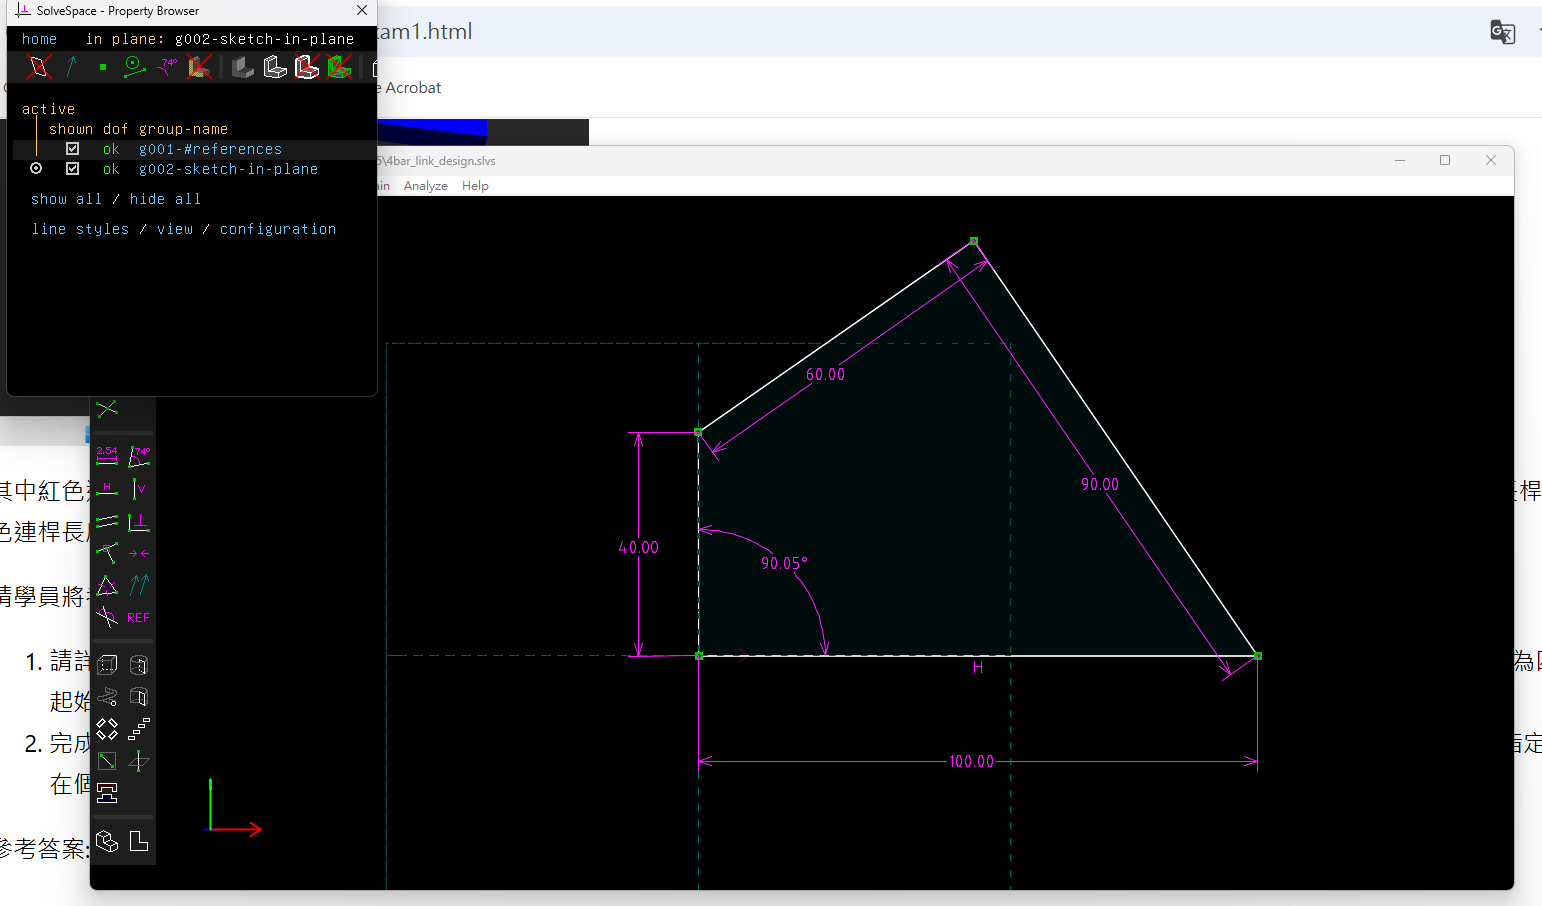 SolveSpace - Property Browser
home in plane: g002-sketch-in-plane
active
shown dof group-name
ok g001-#references
ok g002-sketch-in-plane
show all / hide all
line styles / view / configuration
am1.html
e Acrobat
\4bar_link_design.slvs
ain Analyze Help
60.00
90.00
40.00
90.05°
H
100.00
2.54 74°
H V
REF
其中紅色
桿
色連桿長
請學員將
1. 請詳
起始
2. 完成
在個
參考答案:
為
指定
74°